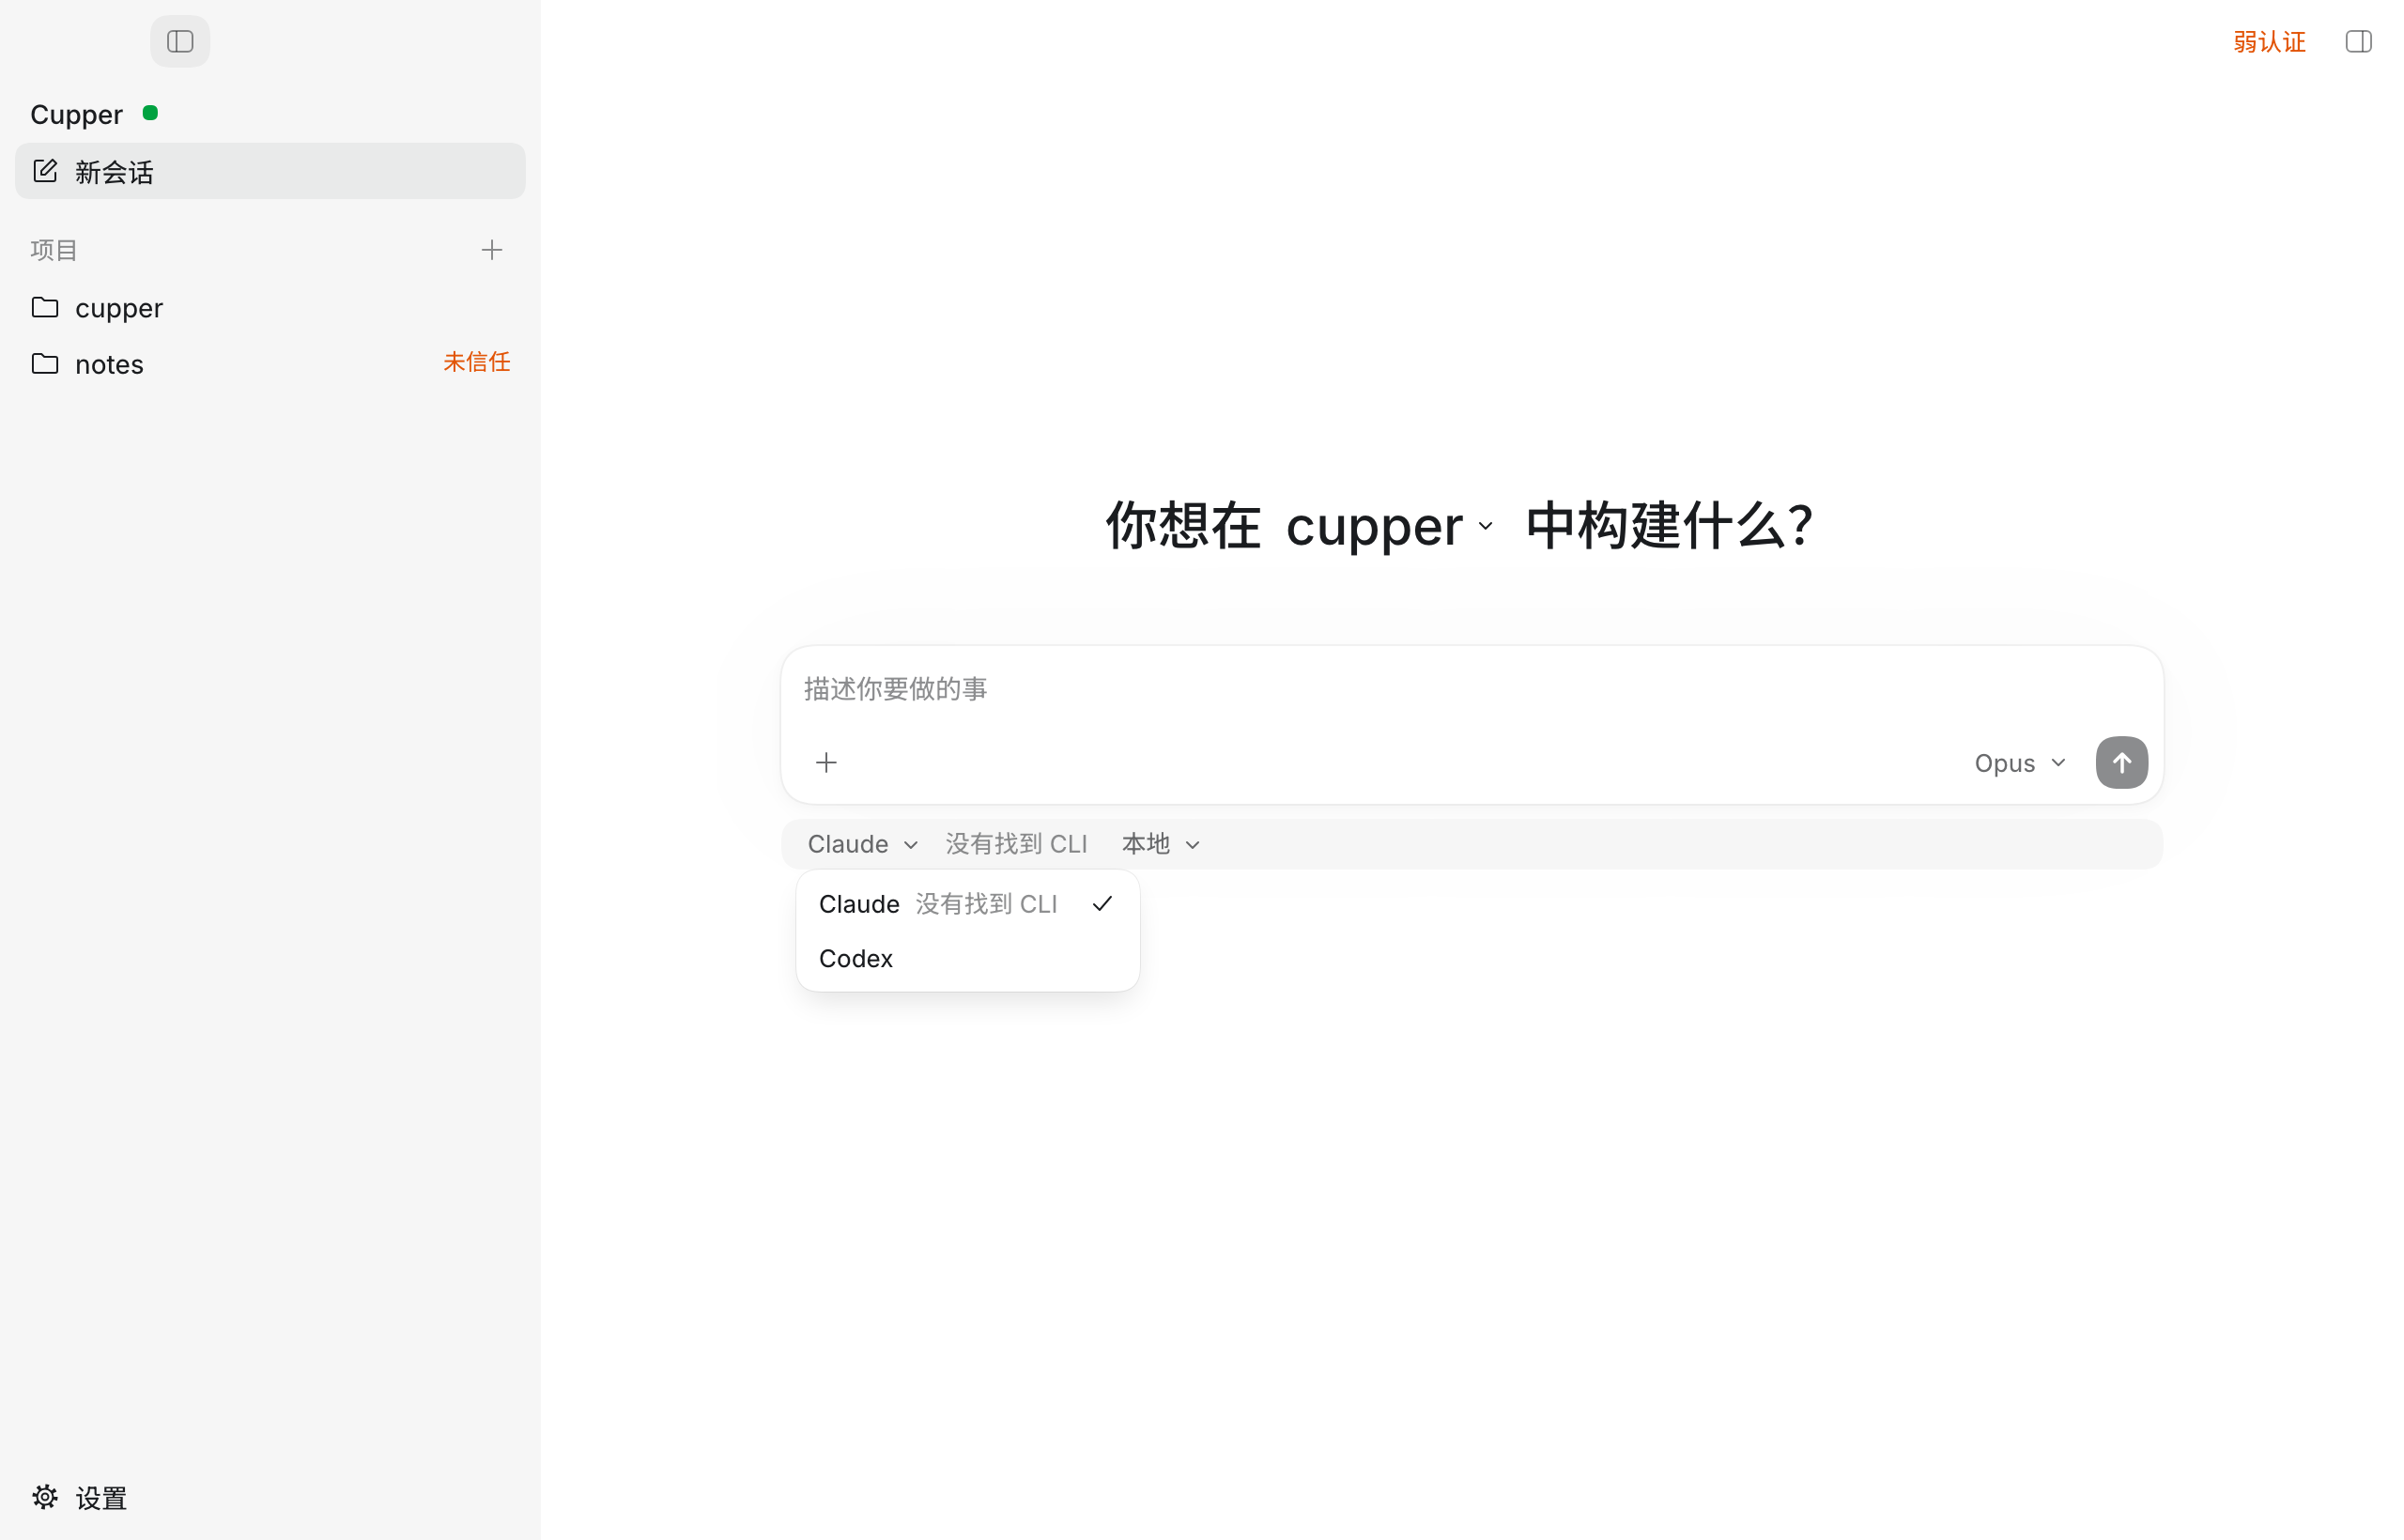 弱认证
Cupper
新会话
项目
cupper
notes 未信任
你想在 cupper 中构建什么？
描述你要做的事
Opus
Claude 没有找到 CLI 本地
Claude 没有找到 CLI
Codex
设置